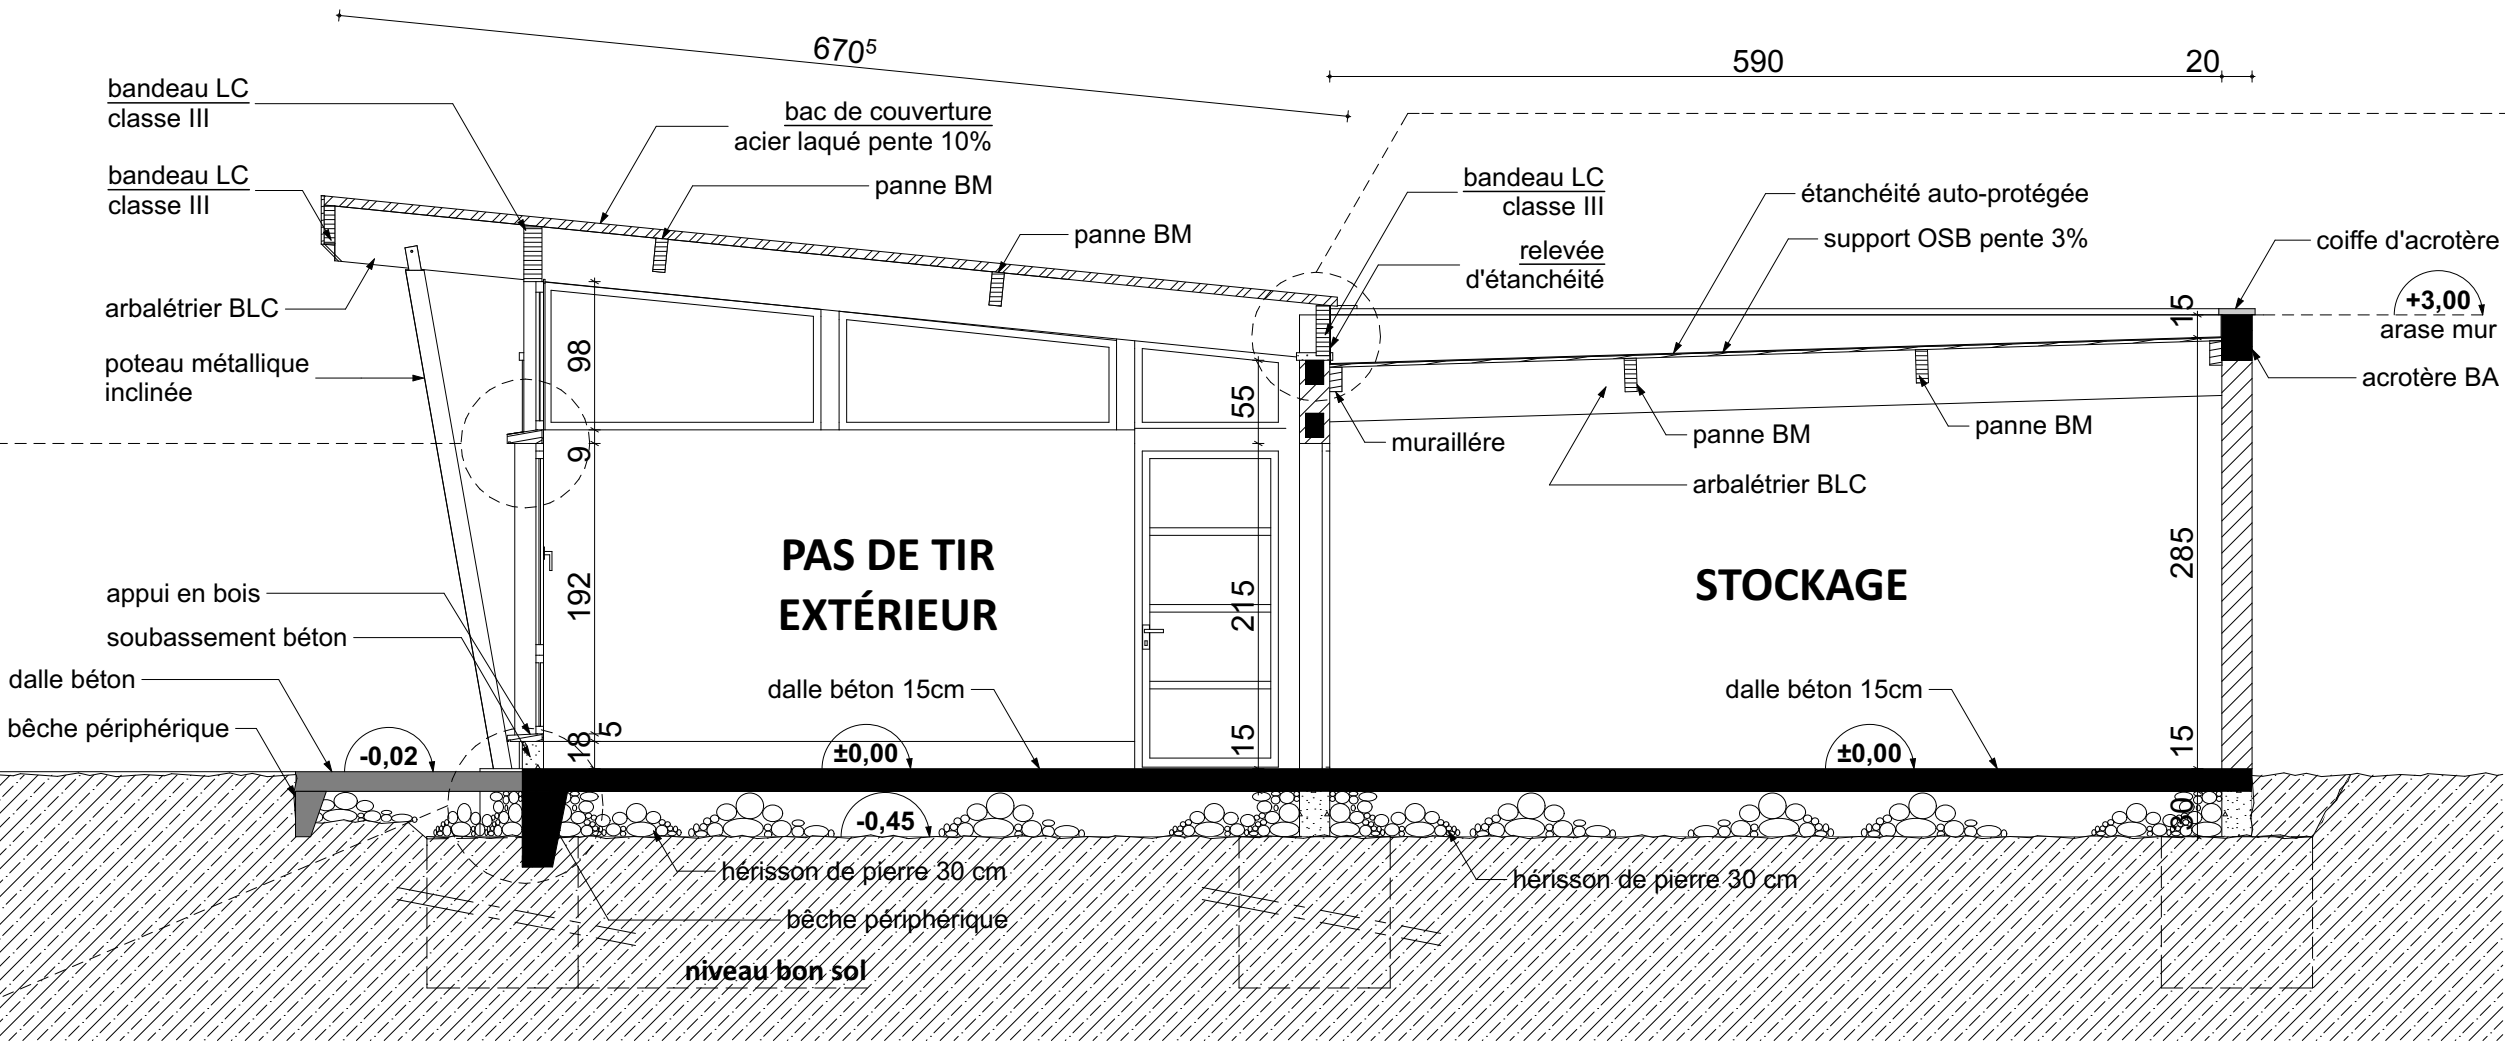 670⁵
590
20
bandeau LC
classe III
bac de couverture
acier laqué pente 10%
bandeau LC
classe III
panne BM
bandeau LC
classe III
étanchéité auto-protégée
panne BM
support OSB pente 3%
coiffe d'acrotère
relevée
d'étanchéité
arbalétrier BLC
15
+3,00
arase mur
98
poteau métallique
inclinée
acrotère BA
55
panne BM
panne BM
muraillére
9
arbalétrier BLC
PAS DE TIR
EXTÉRIEUR
STOCKAGE
285
appui en bois
192
215
soubassement béton
dalle béton
dalle béton 15cm
dalle béton 15cm
bêche périphérique
-0,02
18
5
±0,00
15
±0,00
15
-0,45
30
hérisson de pierre 30 cm
hérisson de pierre 30 cm
bêche périphérique
niveau bon sol